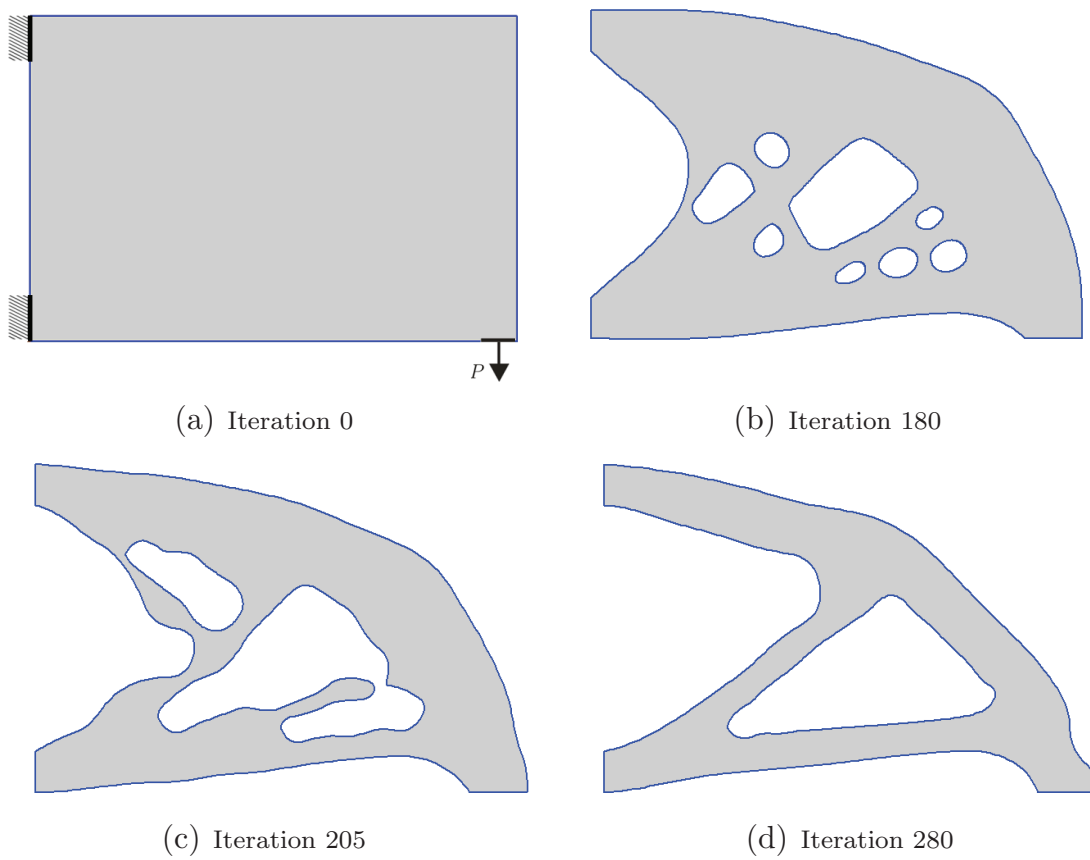 P
(a) Iteration 0
(b) Iteration 180
(c) Iteration 205
(d) Iteration 280